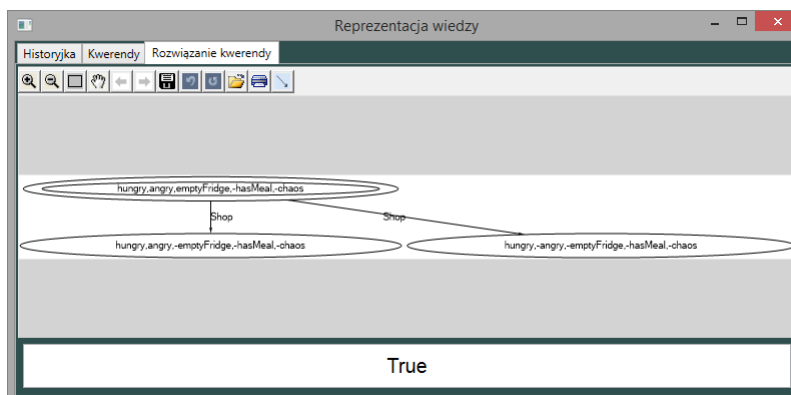 Reprezentacja wiedzy
Historyjka Kwerendy Rozwiązanie kwerendy
hungry,angry,emptyFridge,-hasMeal,-chaos
Shop Shop
hungry,angry,-emptyFridge,-hasMeal,-chaos hungry,-angry,-emptyFridge,-hasMeal,-chaos
True